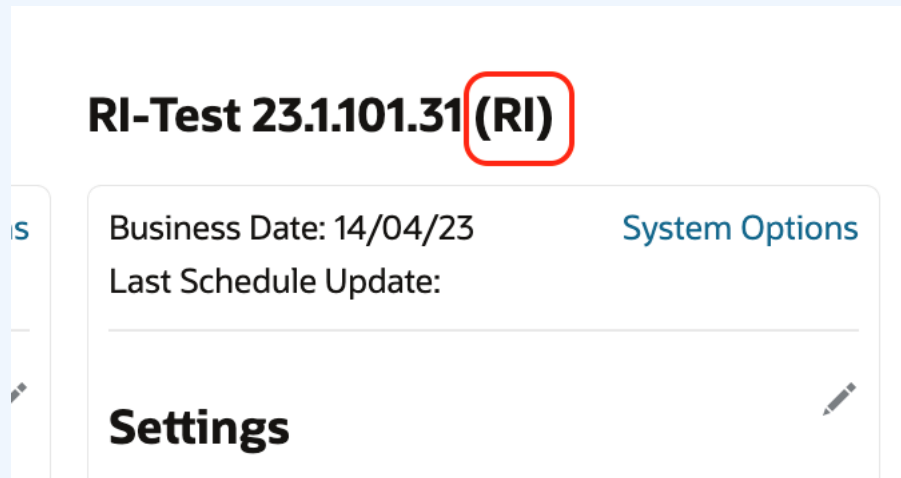 RI-Test 23.1.101.31 (RI)
Business Date: 14/04/23
System Options
Last Schedule Update:
Settings